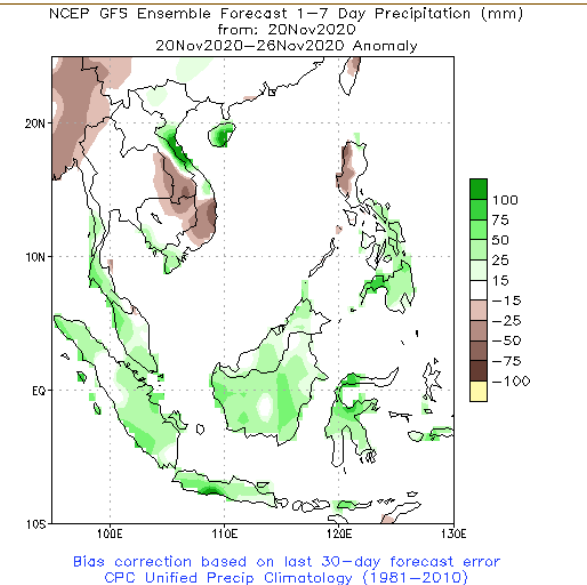 NCEP GFS Ensemble Forecast 1-7 Day Precipitation (mm)
from: 20Nov2020
20Nov2020-26Nov2020 Anomaly
20N
10N
EQ
10S
100E
110E
120E
130E
100
75
50
25
15
-15
-25
-50
-75
-100
Bias correction based on last 30-day forecast error
CPC Unified Precip Climatology (1981-2010)